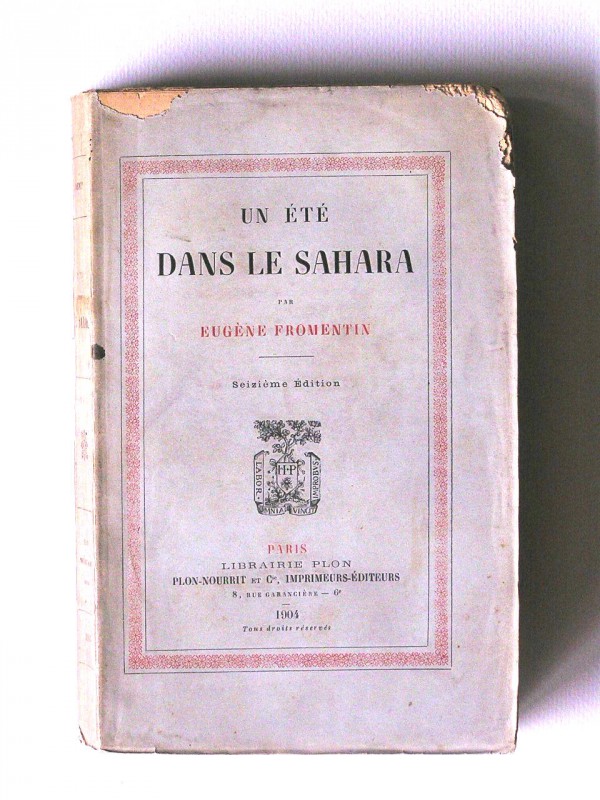 UN ÉTÉ
DANS LE SAHARA
PAR
EUGÈNE FROMENTIN
Seizième Édition
H·P
LABOR
OMNIA VINCIT
IMPROBVS
PARIS
LIBRAIRIE PLON
PLON-NOURRIT ET Cie, IMPRIMEURS-ÉDITEURS
8, RUE GARANCIÈRE — 6e
1904
Tous droits réservés